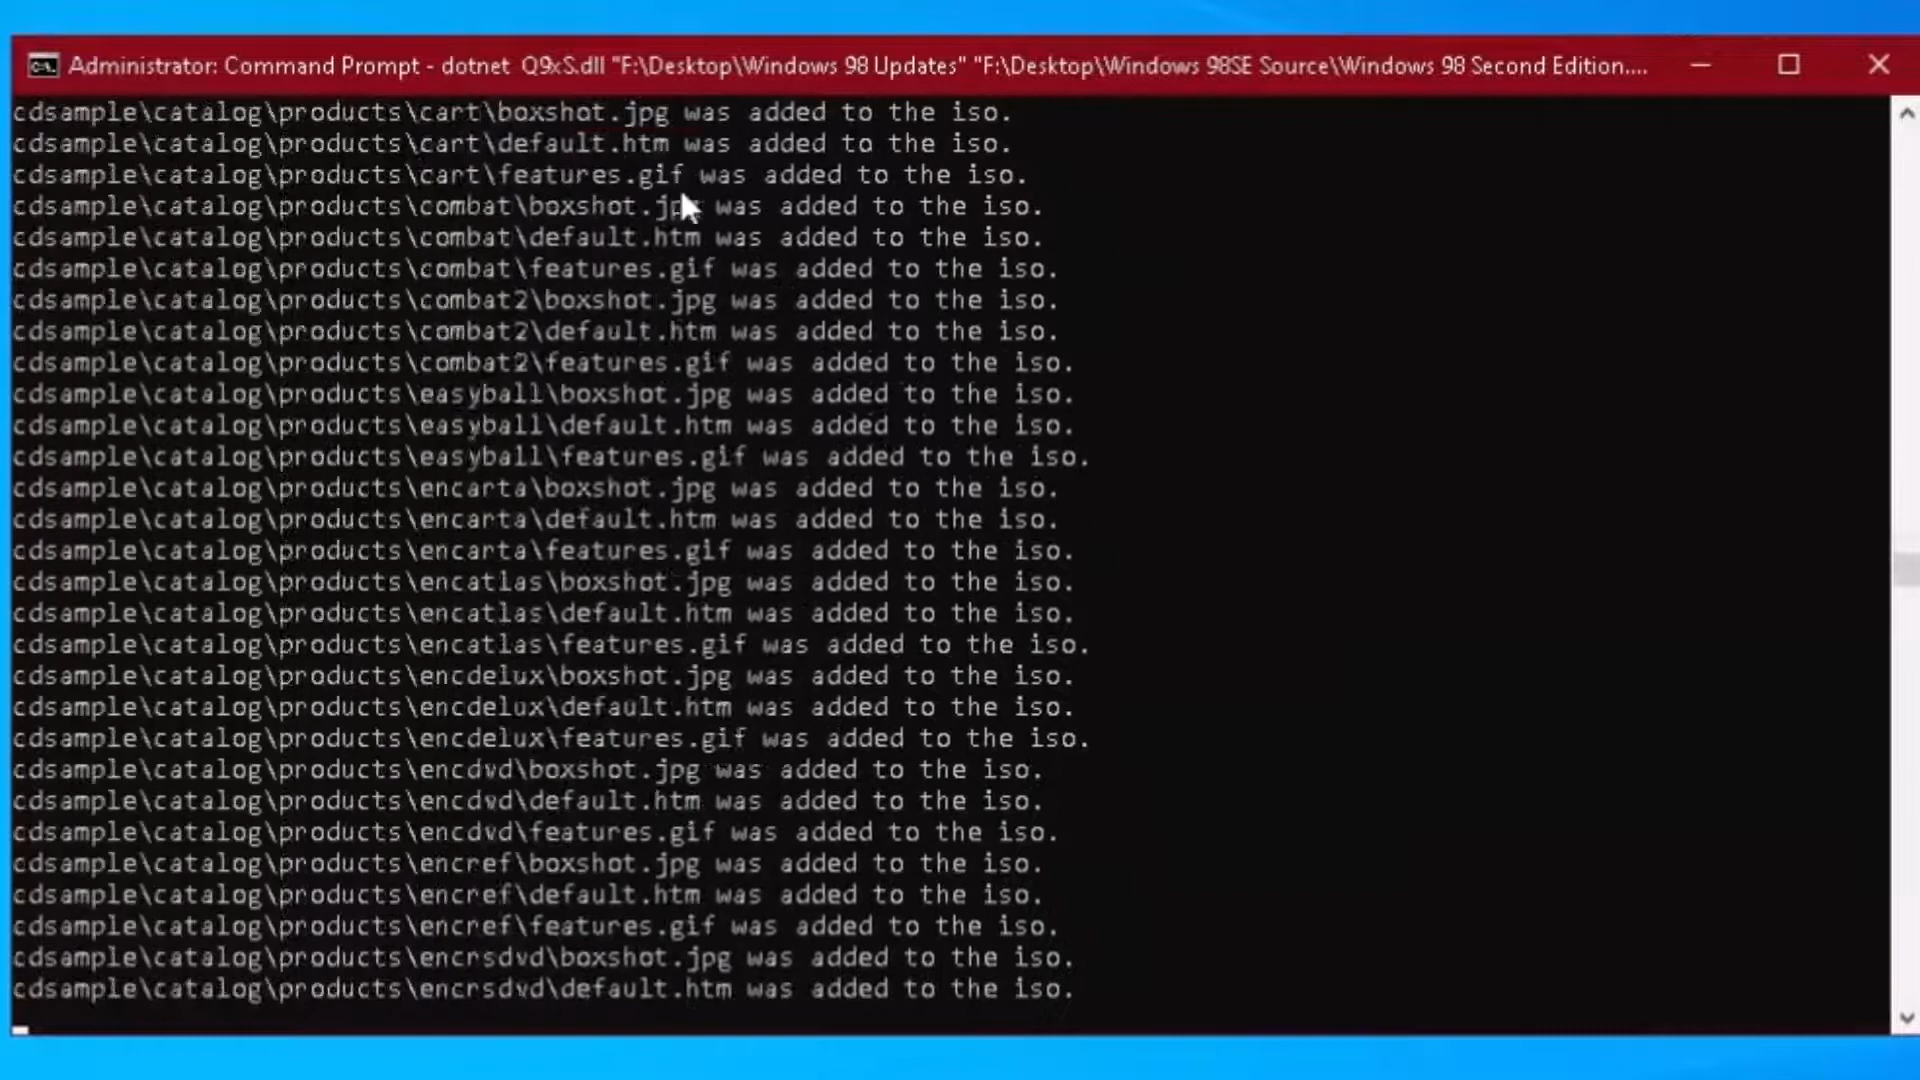 Administrator: Command Prompt - dotnet  Q9xS.dll "F:\Desktop\Windows 98 Updates" "F:\Desktop\Windows 98SE Source\Windows 98 Second Edition....
cdsample\catalog\products\cart\boxshot.jpg was added to the iso.
cdsample\catalog\products\cart\default.htm was added to the iso.
cdsample\catalog\products\cart\features.gif was added to the iso.
cdsample\catalog\products\combat\boxshot.jpg was added to the iso.
cdsample\catalog\products\combat\default.htm was added to the iso.
cdsample\catalog\products\combat\features.gif was added to the iso.
cdsample\catalog\products\combat2\boxshot.jpg was added to the iso.
cdsample\catalog\products\combat2\default.htm was added to the iso.
cdsample\catalog\products\combat2\features.gif was added to the iso.
cdsample\catalog\products\easyball\boxshot.jpg was added to the iso.
cdsample\catalog\products\easyball\default.htm was added to the iso.
cdsample\catalog\products\easyball\features.gif was added to the iso.
cdsample\catalog\products\encarta\boxshot.jpg was added to the iso.
cdsample\catalog\products\encarta\default.htm was added to the iso.
cdsample\catalog\products\encarta\features.gif was added to the iso.
cdsample\catalog\products\encatlas\boxshot.jpg was added to the iso.
cdsample\catalog\products\encatlas\default.htm was added to the iso.
cdsample\catalog\products\encatlas\features.gif was added to the iso.
cdsample\catalog\products\encdelux\boxshot.jpg was added to the iso.
cdsample\catalog\products\encdelux\default.htm was added to the iso.
cdsample\catalog\products\encdelux\features.gif was added to the iso.
cdsample\catalog\products\encdvd\boxshot.jpg was added to the iso.
cdsample\catalog\products\encdvd\default.htm was added to the iso.
cdsample\catalog\products\encdvd\features.gif was added to the iso.
cdsample\catalog\products\encref\boxshot.jpg was added to the iso.
cdsample\catalog\products\encref\default.htm was added to the iso.
cdsample\catalog\products\encref\features.gif was added to the iso.
cdsample\catalog\products\encrsdvd\boxshot.jpg was added to the iso.
cdsample\catalog\products\encrsdvd\default.htm was added to the iso.